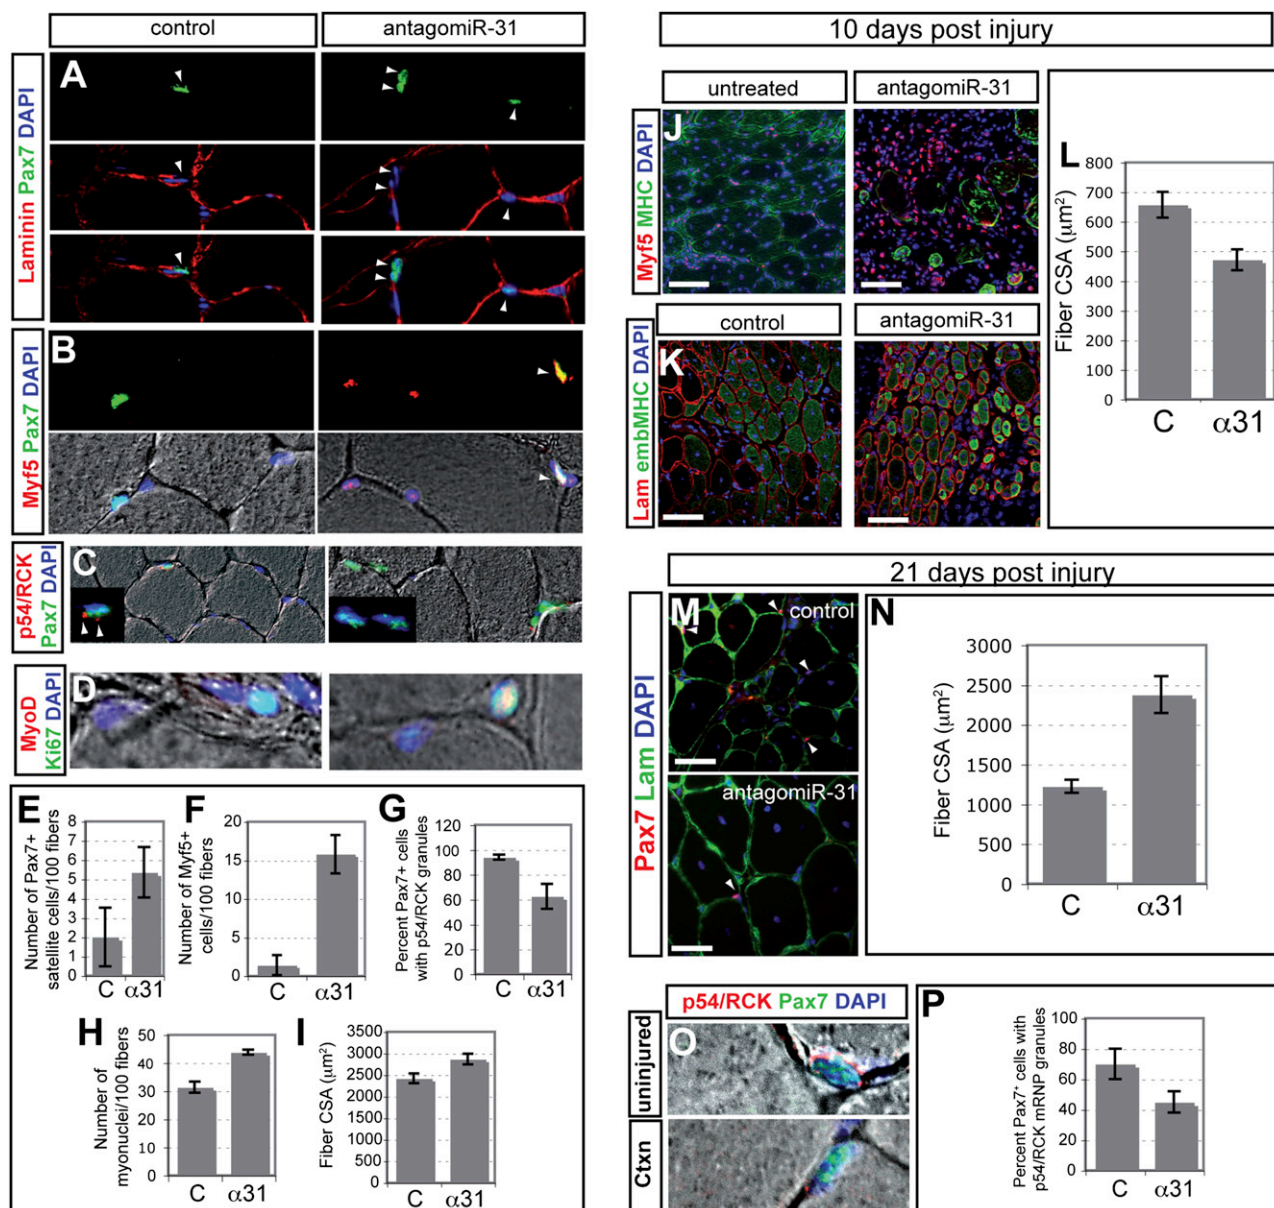 control
antagomiR-31
A
Laminin Pax7 DAPI
B
Myf5 Pax7 DAPI
C
p54/RCK
Pax7 DAPI
D
MyoD
Ki67 DAPI
E
Number of Pax7+
satellite cells/100 fibers
8
7
6
5
4
3
2
1
0
C
α31
F
Number of Myf5+
cells/100 fibers
20
15
10
5
0
C
α31
G
Percent Pax7+ cells
with p54/RCK granules
120
100
80
60
40
20
0
C
α31
H
Number of
myonuclei/100 fibers
50
40
30
20
10
0
C
α31
I
Fiber CSA (μm²)
3500
3000
2500
2000
1500
1000
500
0
C
α31
10 days post injury
untreated
antagomiR-31
J
Myf5 MHC DAPI
control
antagomiR-31
K
Lam embMHC DAPI
L
Fiber CSA (μm²)
800
700
600
500
400
300
200
100
0
C
α31
21 days post injury
M
control
antagomiR-31
Pax7 Lam DAPI
N
Fiber CSA (μm²)
3000
2500
2000
1500
1000
500
0
C
α31
p54/RCK Pax7 DAPI
O
uninjured
Ctxn
P
Percent Pax7⁺ cells with
p54/RCK mRNP granules
100
80
60
40
20
0
C
α31